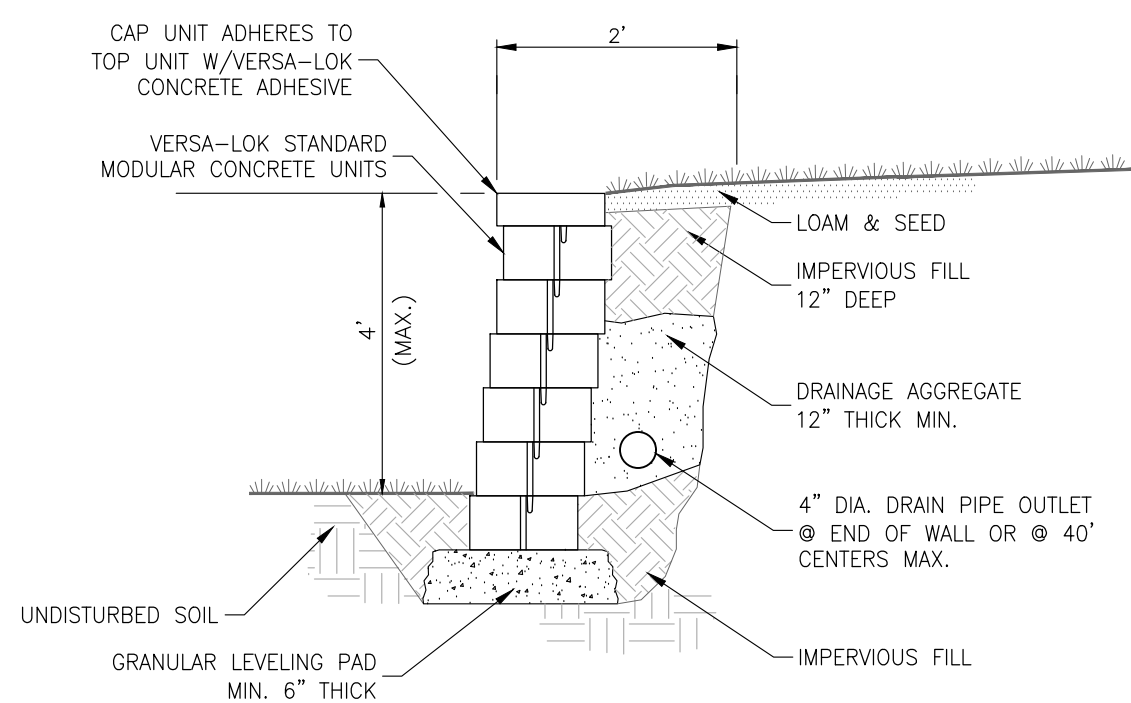 CAP UNIT ADHERES TO
TOP UNIT W/VERSA-LOK
CONCRETE ADHESIVE
2'
VERSA-LOK STANDARD
MODULAR CONCRETE UNITS
LOAM & SEED
IMPERVIOUS FILL
12" DEEP
4'
(MAX.)
DRAINAGE AGGREGATE
12" THICK MIN.
4" DIA. DRAIN PIPE OUTLET
@ END OF WALL OR @ 40'
CENTERS MAX.
UNDISTURBED SOIL
GRANULAR LEVELING PAD
MIN. 6" THICK
IMPERVIOUS FILL